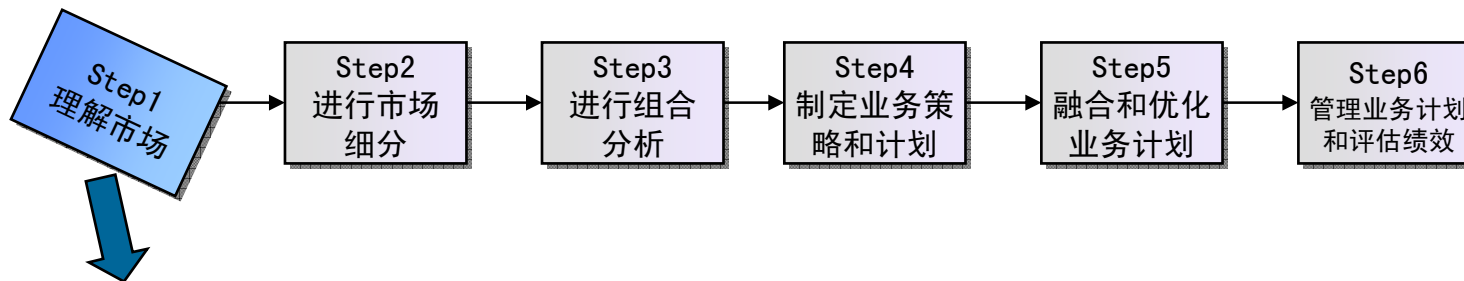 Step1
理解市场
Step2
进行市场
细分
Step3
进行组合
分析
Step4
制定业务策
略和计划
Step5
融合和优化
业务计划
Step6
管理业务计划
和评估绩效